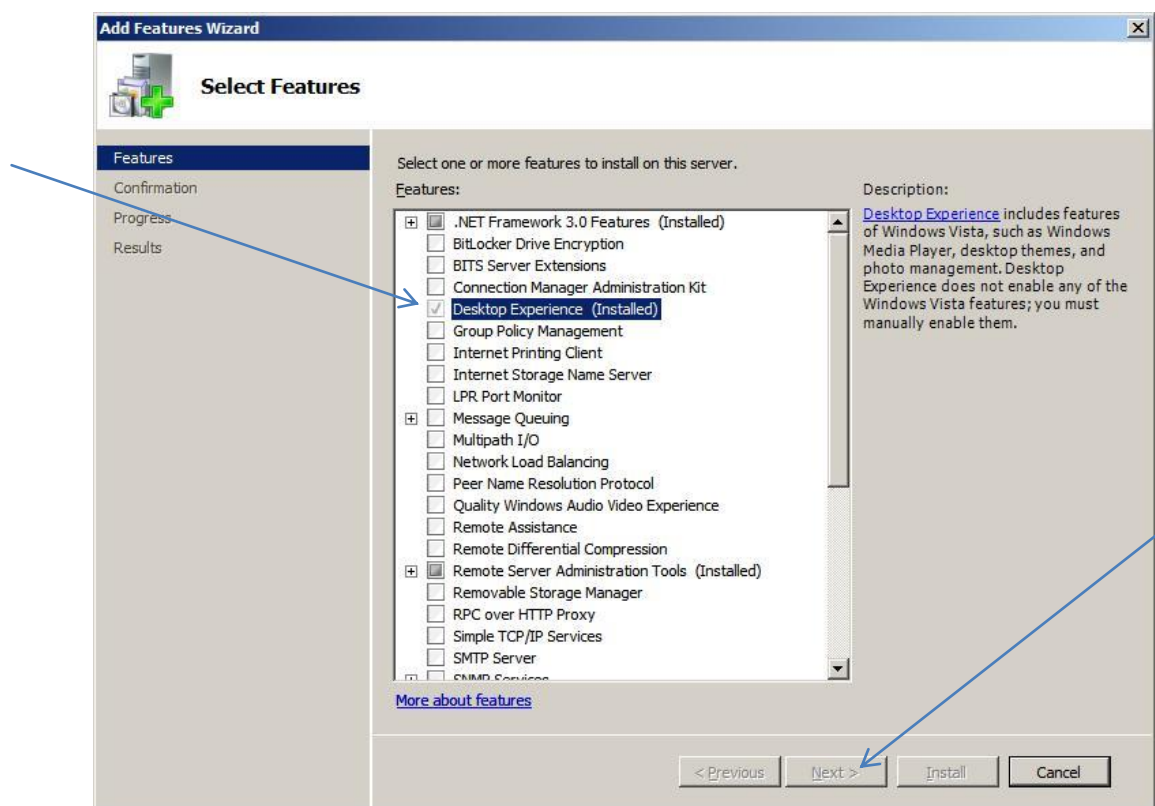 Add Features Wizard
Select Features
Features
Confirmation
Progress
Results
Select one or more features to install on this server.
Features:
.NET Framework 3.0 Features (Installed)
BitLocker Drive Encryption
BITS Server Extensions
Connection Manager Administration Kit
Desktop Experience (Installed)
Group Policy Management
Internet Printing Client
Internet Storage Name Server
LPR Port Monitor
Message Queuing
Multipath I/O
Network Load Balancing
Peer Name Resolution Protocol
Quality Windows Audio Video Experience
Remote Assistance
Remote Differential Compression
Remote Server Administration Tools (Installed)
Removable Storage Manager
RPC over HTTP Proxy
Simple TCP/IP Services
SMTP Server
SNMP Services
More about features
Description:
Desktop Experience includes features
of Windows Vista, such as Windows
Media Player, desktop themes, and
photo management. Desktop
Experience does not enable any of the
Windows Vista features; you must
manually enable them.
< Previous
Next >
Install
Cancel